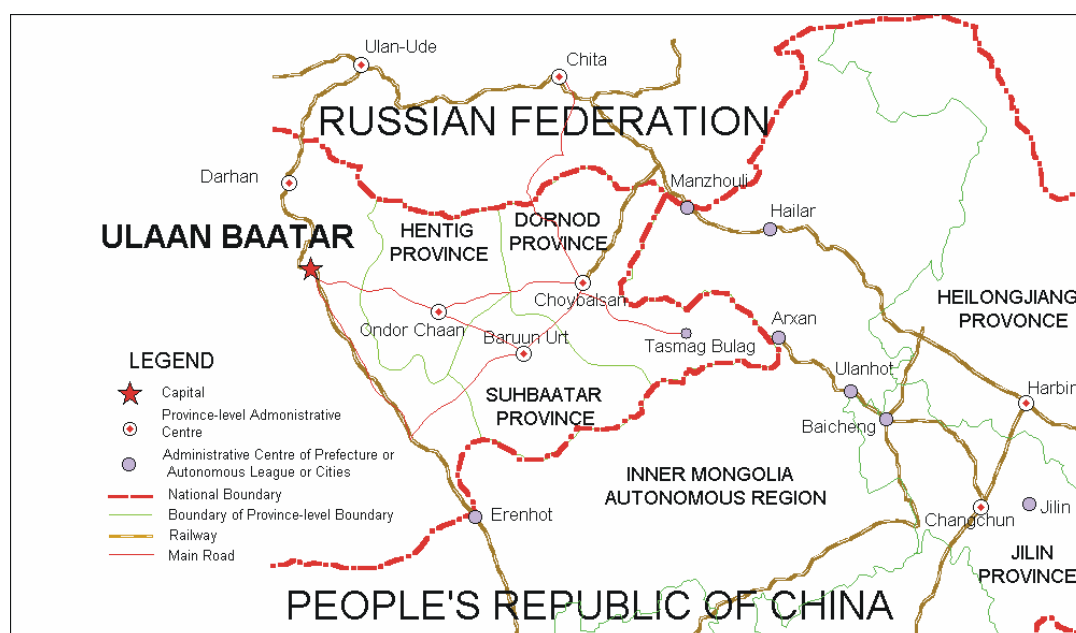 Ulan-Ude
Chita
RUSSIAN FEDERATION
Darhan
Manzhouli
Hailar
ULAAN BAATAR
HENTIG
PROVINCE
DORNOD
PROVINCE
Choybalsan
HEILONGJIANG
PROVONCE
Ondor Chaan
Baruun Urt
Tasmag Bulag
Arxan
Ulanhot
Harbin
Baicheng
SUHBAATAR
PROVINCE
INNER MONGOLIA
AUTONOMOUS REGION
Erenhot
Changchun
Jilin
JILIN
PROVINCE
PEOPLE'S REPUBLIC OF CHINA
LEGEND
Capital
Province-level Admonistrative
Centre
Administrative Centre of Prefecture or
Autonomous League or Cities
National Boundary
Boundary of Province-level Boundary
Railway
Main Road